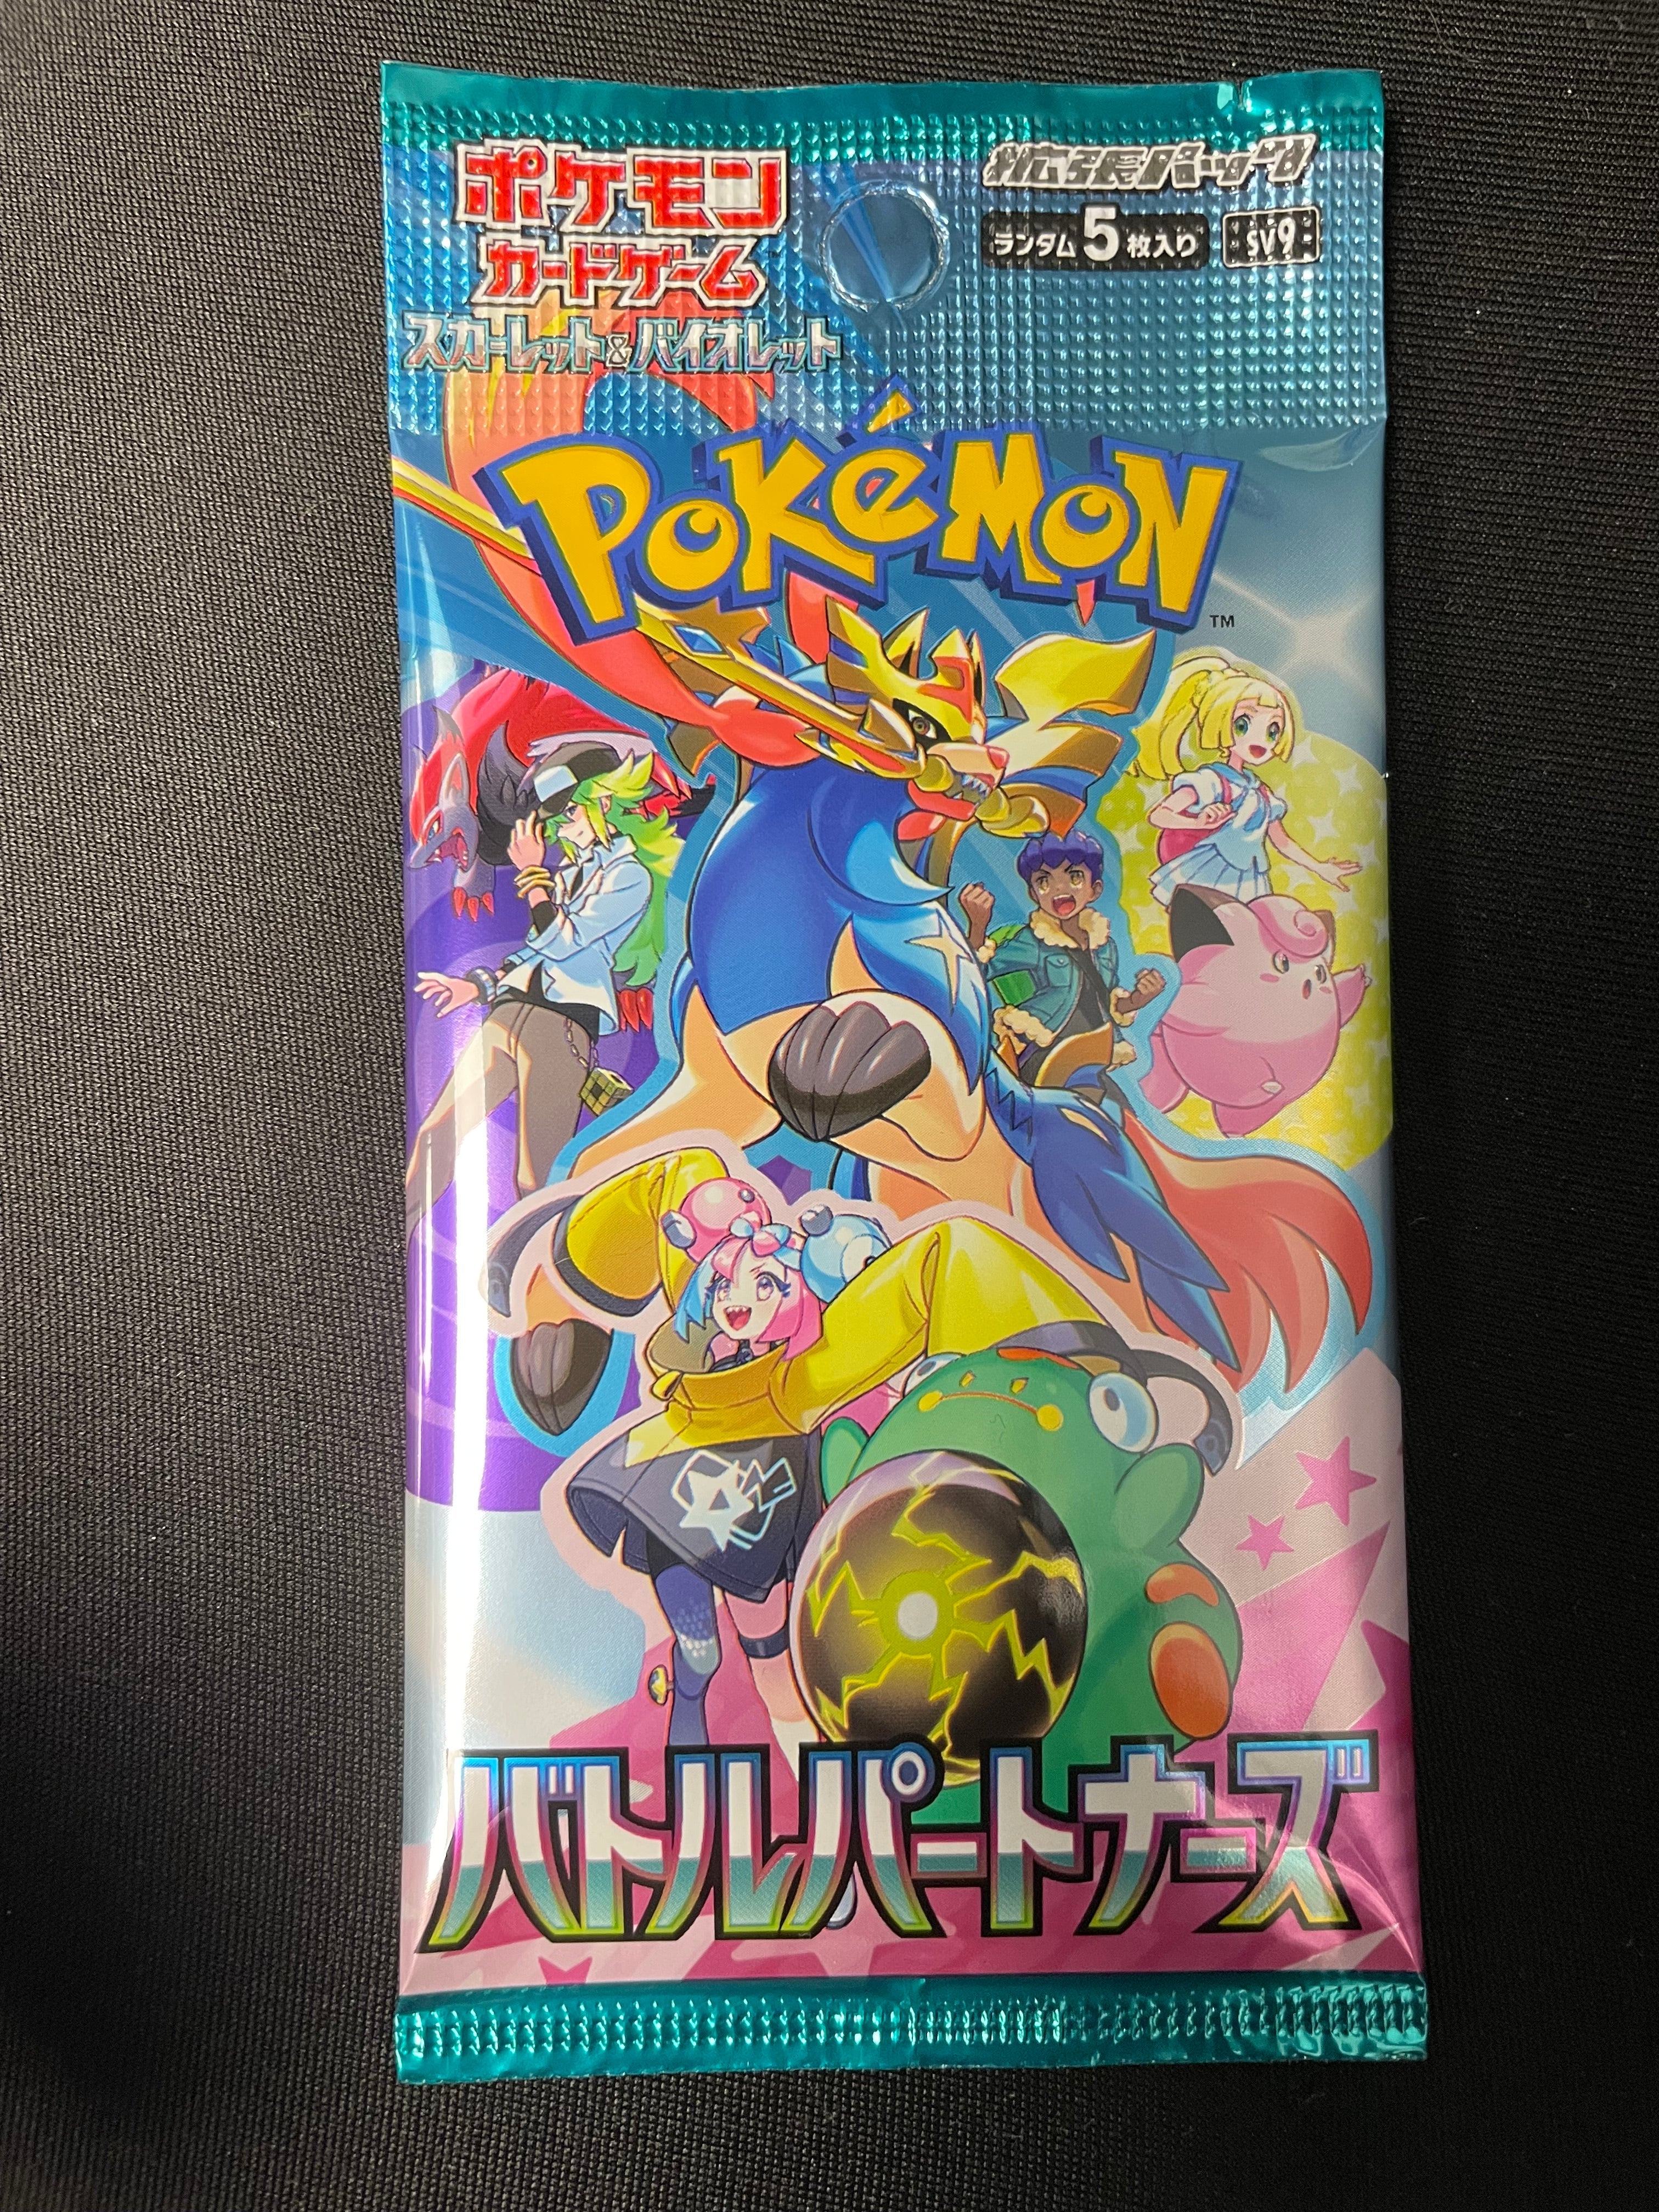 ポケモン
カードゲーム
スカーレット&バイオレット
拡張パック
ランダム5枚入り SV9
POKéMON
TM
バトルパートナーズ